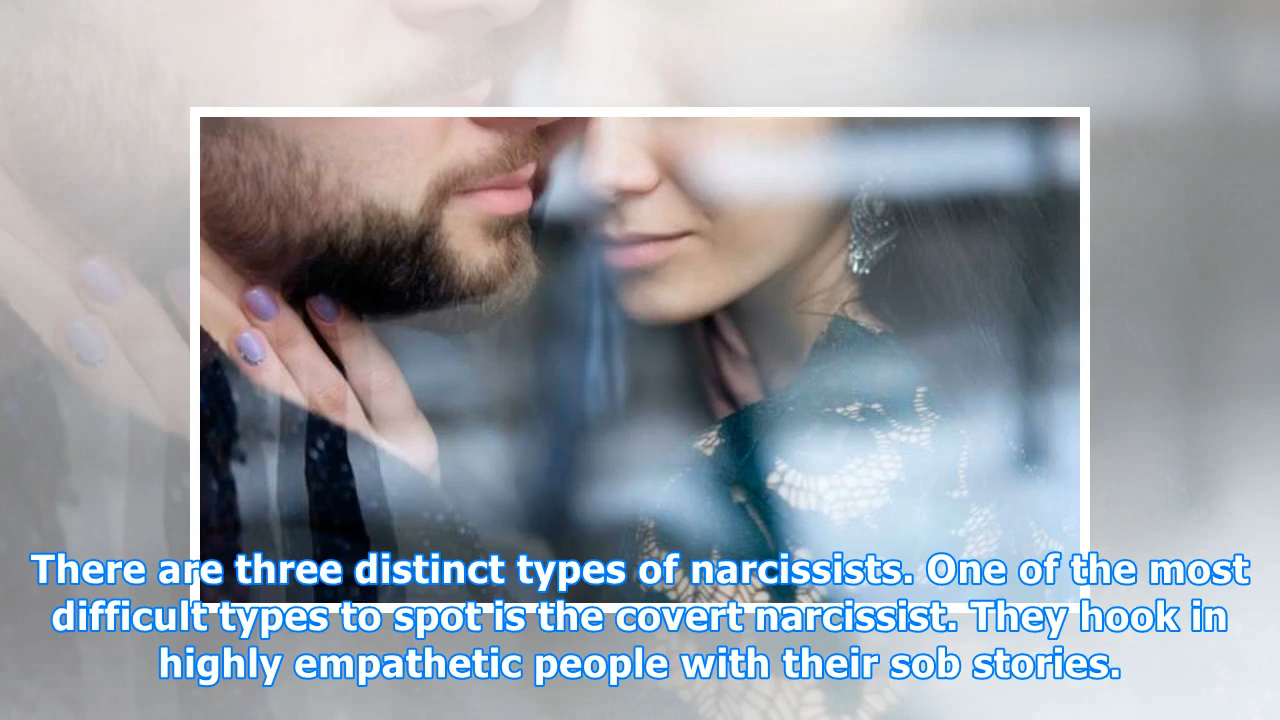 There are three distinct types of narcissists. One of the most
difficult types to spot is the covert narcissist. They hook in
highly empathetic people with their sob stories.